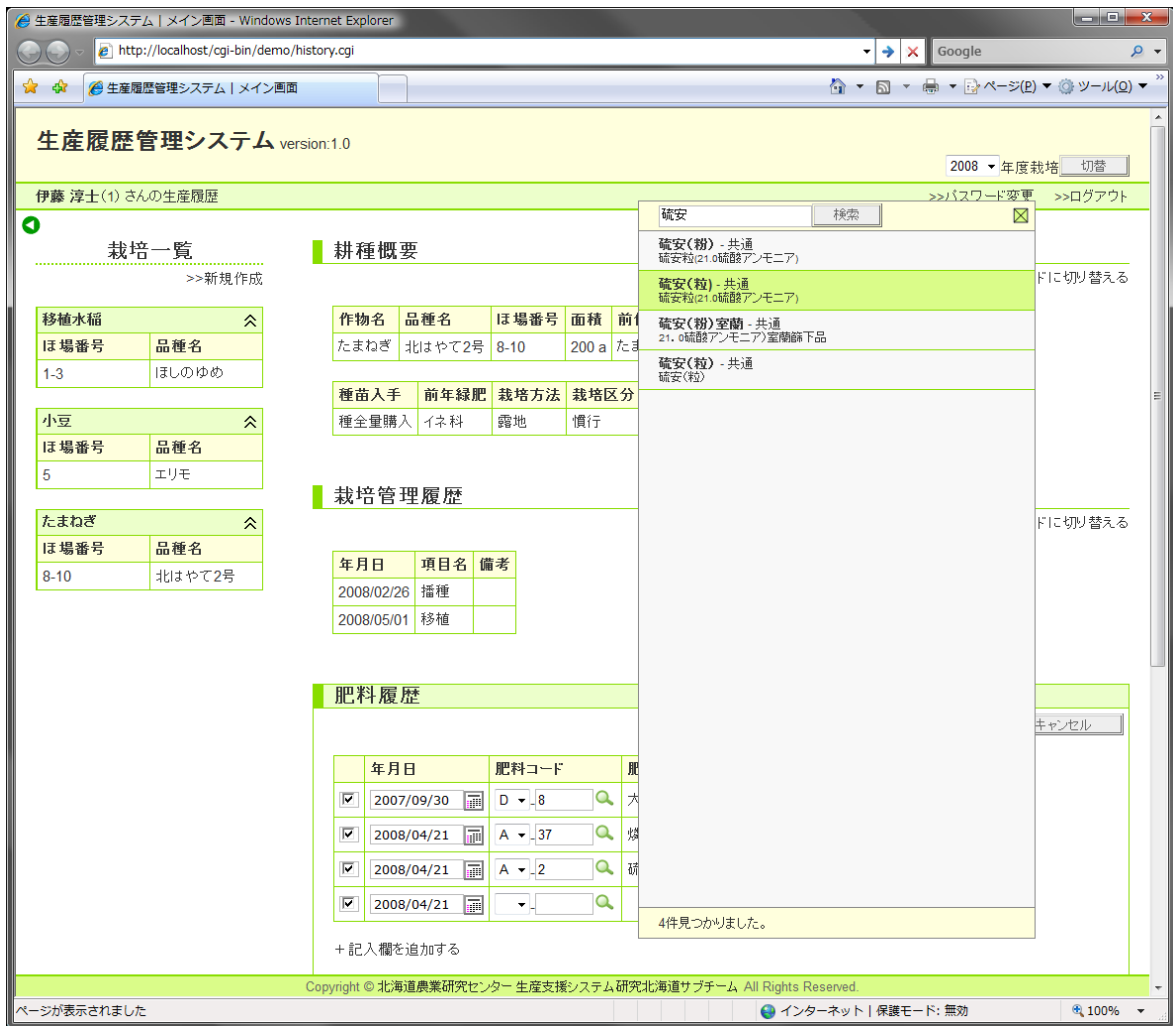 生産履歴管理システム | メイン画面 - Windows Internet Explorer
http://localhost/cgi-bin/demo/history.cgi
Google
生産履歴管理システム | メイン画面
ページ(P)
ツール(O)
生産履歴管理システム version:1.0
2008 年度栽培 切替
伊藤 淳士(1) さんの生産履歴
>>パスワード変更 >>ログアウト
栽培一覧
>>新規作成
移植水稲
ほ場番号 品種名
1-3 ほしのゆめ
小豆
ほ場番号 品種名
5 エリモ
たまねぎ
ほ場番号 品種名
8-10 北はやて2号
耕種概要
ドに切り替える
作物名 品種名 ほ場番号 面積 前
たまねぎ 北はやて2号 8-10 200 a たま
種苗入手 前年緑肥 栽培方法 栽培区分
種全量購入 イネ科 露地 慣行
栽培管理履歴
ドに切り替える
年月日 項目名 備考
2008/02/26 播種
2008/05/01 移植
肥料履歴
キャンセル
年月日 肥料コード 肥
2007/09/30 D - 8 大
2008/04/21 A - 37
2008/04/21 A - 2 硫
2008/04/21 -
+記入欄を追加する
硫安 検索
硫安(粉) - 共通
硫安粒(21.0硫酸アンモニア)
硫安(粒) - 共通
硫安粒(21.0硫酸アンモニア)
硫安(粉)室蘭 - 共通
21.0硫酸アンモニア)室蘭篩下品
硫安(粒) - 共通
硫安(粒)
4件見つかりました。
Copyright © 北海道農業研究センター 生産支援システム研究北海道サブチーム All Rights Reserved.
ページが表示されました
インターネット | 保護モード: 無効
100%